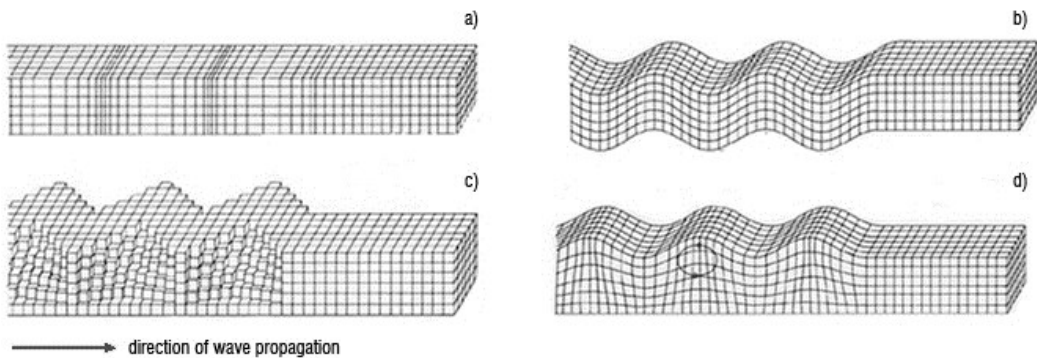 a)
b)
c)
d)
direction of wave propagation